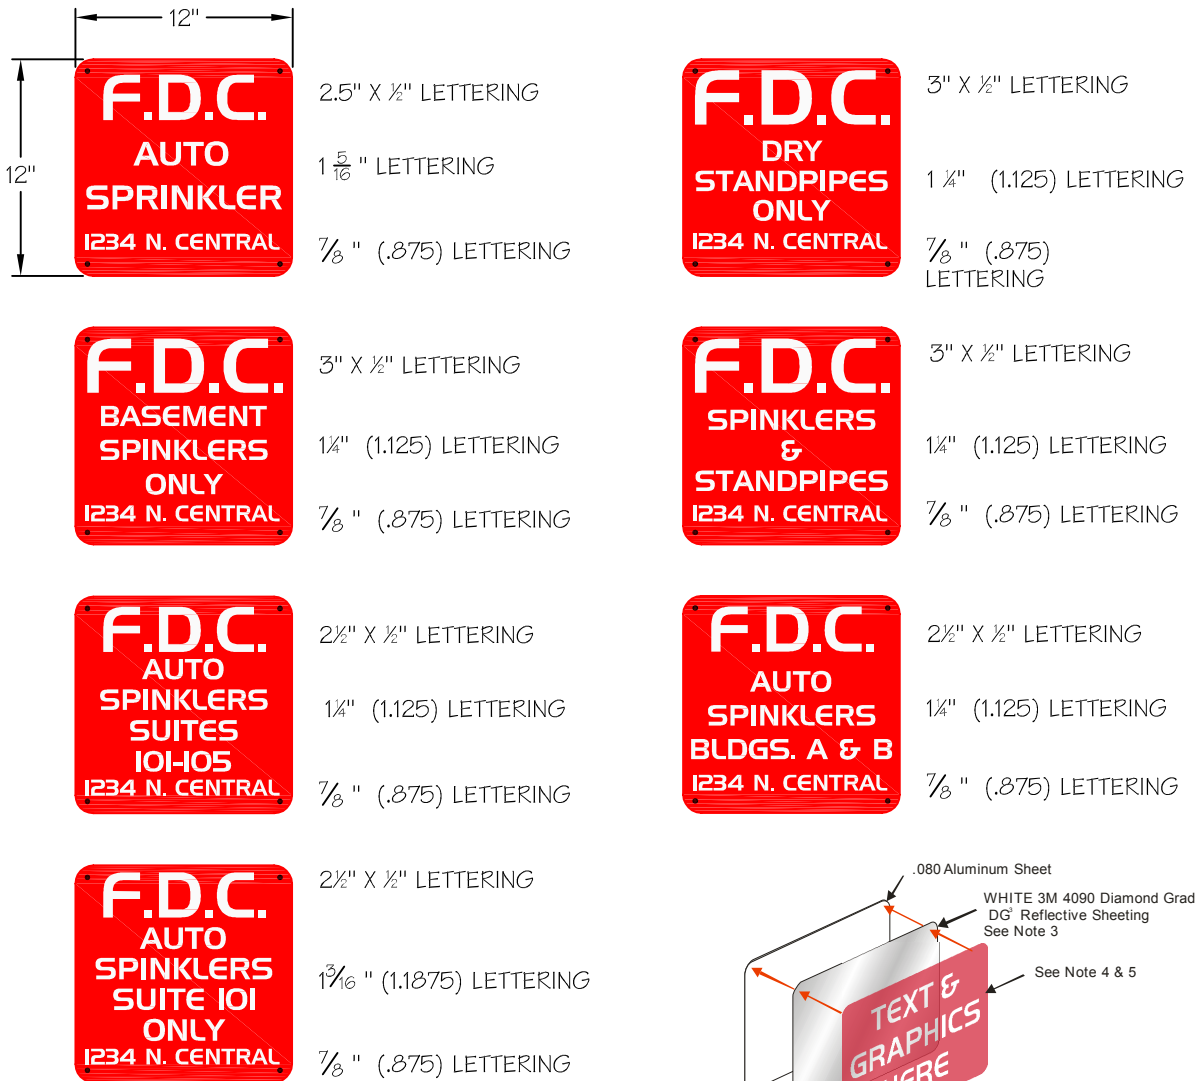 12"
12"
F.D.C.
AUTO
SPRINKLER
1234 N. CENTRAL
2.5" X ½" LETTERING
1 5/16 " LETTERING
7/8 " (.875) LETTERING
F.D.C.
DRY
STANDPIPES
ONLY
1234 N. CENTRAL
3" X ½" LETTERING
1 ¼" (1.125) LETTERING
7/8 " (.875)
LETTERING
F.D.C.
BASEMENT
SPINKLERS
ONLY
1234 N. CENTRAL
3" X ½" LETTERING
1¼" (1.125) LETTERING
7/8 " (.875) LETTERING
F.D.C.
SPINKLERS
&
STANDPIPES
1234 N. CENTRAL
3" X ½" LETTERING
1¼" (1.125) LETTERING
7/8 " (.875) LETTERING
F.D.C.
AUTO
SPINKLERS
SUITES
101-105
1234 N. CENTRAL
2½" X ½" LETTERING
1¼" (1.125) LETTERING
7/8 " (.875) LETTERING
F.D.C.
AUTO
SPINKLERS
BLDGS. A & B
1234 N. CENTRAL
2½" X ½" LETTERING
1¼" (1.125) LETTERING
7/8 " (.875) LETTERING
F.D.C.
AUTO
SPINKLERS
SUITE 101
ONLY
1234 N. CENTRAL
2½" X ½" LETTERING
1 3/16 " (1.1875) LETTERING
7/8 " (.875) LETTERING
.080 Aluminum Sheet
WHITE 3M 4090 Diamond Grad
DG³ Reflective Sheeting
See Note 3
See Note 4 & 5
TEXT &
GRAPHICS
HERE